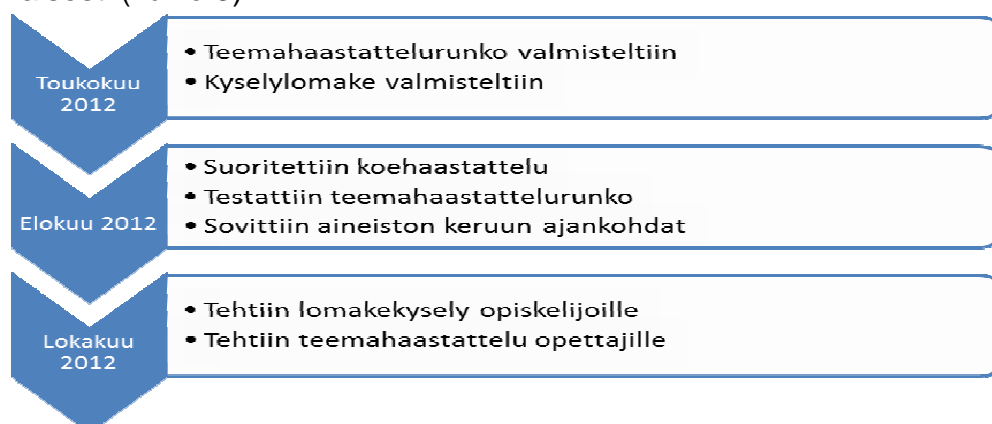 Toukokuu
2012
• Teemahaastattelurunko valmisteltiin
• Kyselylomake valmisteltiin
Elokuu 2012
• Suoritettiin koehaastattelu
• Testattiin teemahaastattelurunko
• Sovittiin aineiston keruun ajankohdat
Lokakuu
2012
• Tehtiin lomakekysely opiskelijoille
• Tehtiin teemahaastattelu opettajille